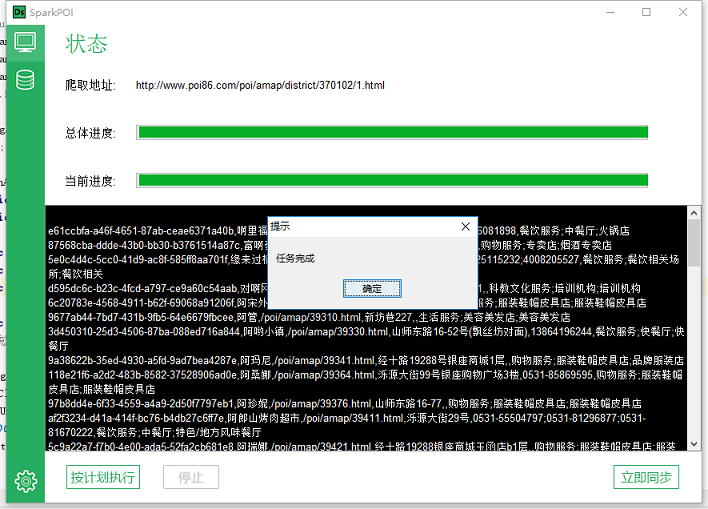 SparkPOI
状态
爬取地址: http://www.poi86.com/poi/amap/district/370102/1.html
总体进度:
当前进度:
e61ccbfa-a46f-4651-87ab-ceae6371a40b,啊里福 6081898,餐饮服务;中餐厅;火锅店
87568cba-ddde-43b0-bb30-b3761514a87c,富啊 购物服务;专卖店;烟酒专卖店
5e0c4d4c-5cc0-41d9-ac8f-585ff8aa701f,缘来过 25115232;4008205527,餐饮服务;餐饮相关场
所;餐饮相关
d595dc6c-b23c-4fcd-a797-ce9a60c54aab,对啊网 1,,科教文化服务;培训机构;培训机构
6c20783e-4568-4911-b62f-69068a91206f,阿宋外 服务;服装鞋帽皮具店;服装鞋帽皮具店
9677ab44-7bd7-431b-9fb5-64e6679fbcee,阿管,/poi/amap/39310.html,新坊巷227,,生活服务;美容美发店;美容美发店
3d450310-25d3-4506-87ba-088ed716a844,阿哟小镇,/poi/amap/39330.html,山师东路16-52号(飘丝坊对面),13864196244,餐饮服务;快餐厅;快
餐厅
9a38622b-35ed-4930-a5fd-9ad7bea4287e,阿玛尼,/poi/amap/39341.html,经十路19288号银座商城1层,,购物服务;服装鞋帽皮具店;品牌服装店
118e21f6-a2d2-483b-8582-37528906ad0e,阿桑娜,/poi/amap/39364.html,泺源大街99号银座购物广场3楼,0531-85869595,购物服务;服装鞋帽
皮具店;服装鞋帽皮具店
97b8dd4e-6f33-4559-a4a9-2d50f7797eb1,阿珍妮,/poi/amap/39376.html,山师东路16-77,,购物服务;服装鞋帽皮具店;服装鞋帽皮具店
af2f3234-d41a-414f-bc76-b4db27c6ff7e,阿郎山烤肉超市,/poi/amap/39411.html,泺源大街29号,0531-55504797;0531-81296877;0531-
81670222,餐饮服务;中餐厅;特色/地方风味餐厅
5c9a22a7-f7b0-4e00-ada5-52fa2cb681e8,阿瑞娜,/poi/amap/39421.html,经十路19288银座商城玉函店b1层,,购物服务;服装鞋帽皮具店;服装
提示
任务完成
确定
按计划执行
停止
立即同步